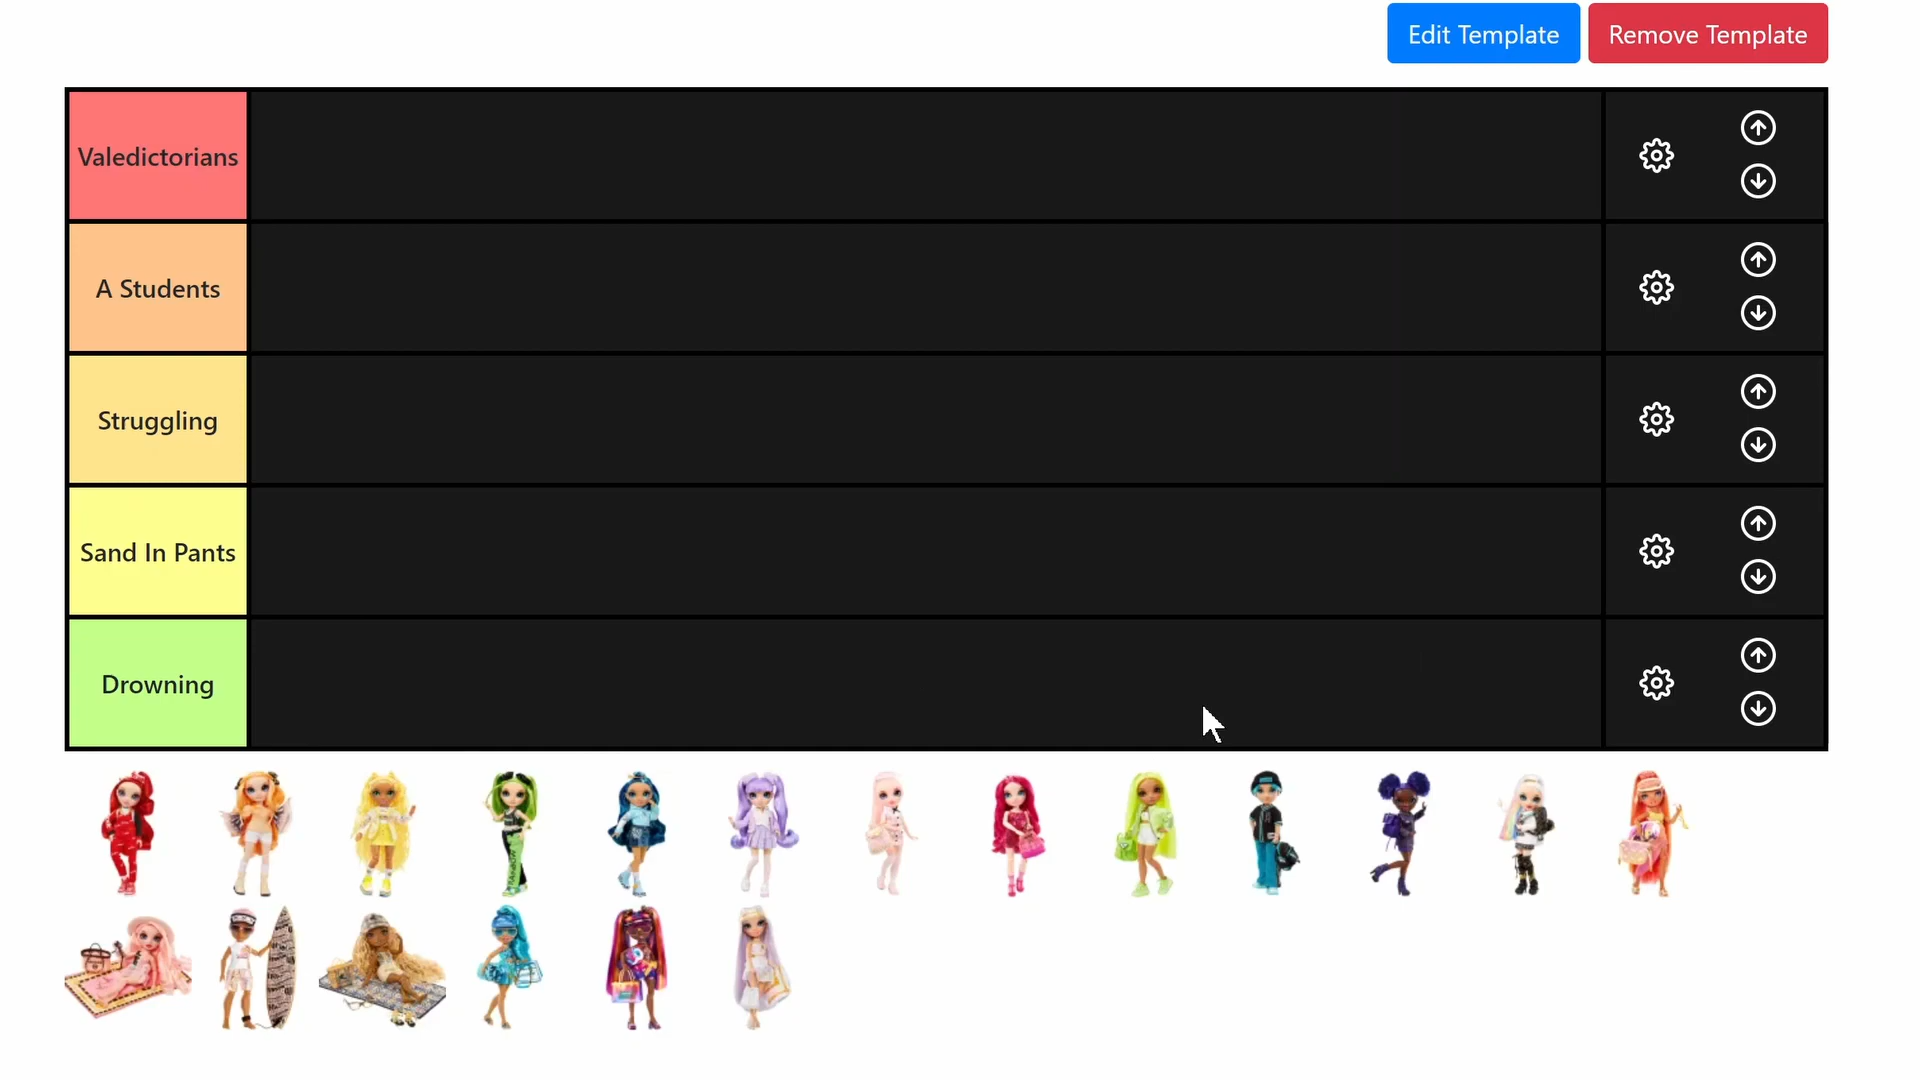 Edit Template
Remove Template
Valedictorians
A Students
Struggling
Sand In Pants
Drowning